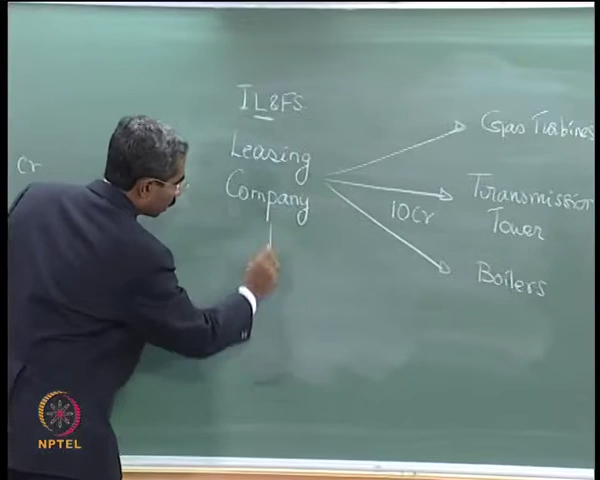 IL&FS
Leasing
Company
Cr
10Cr
Gas Turbines
Transmission
Tower
Boilers
NPTEL